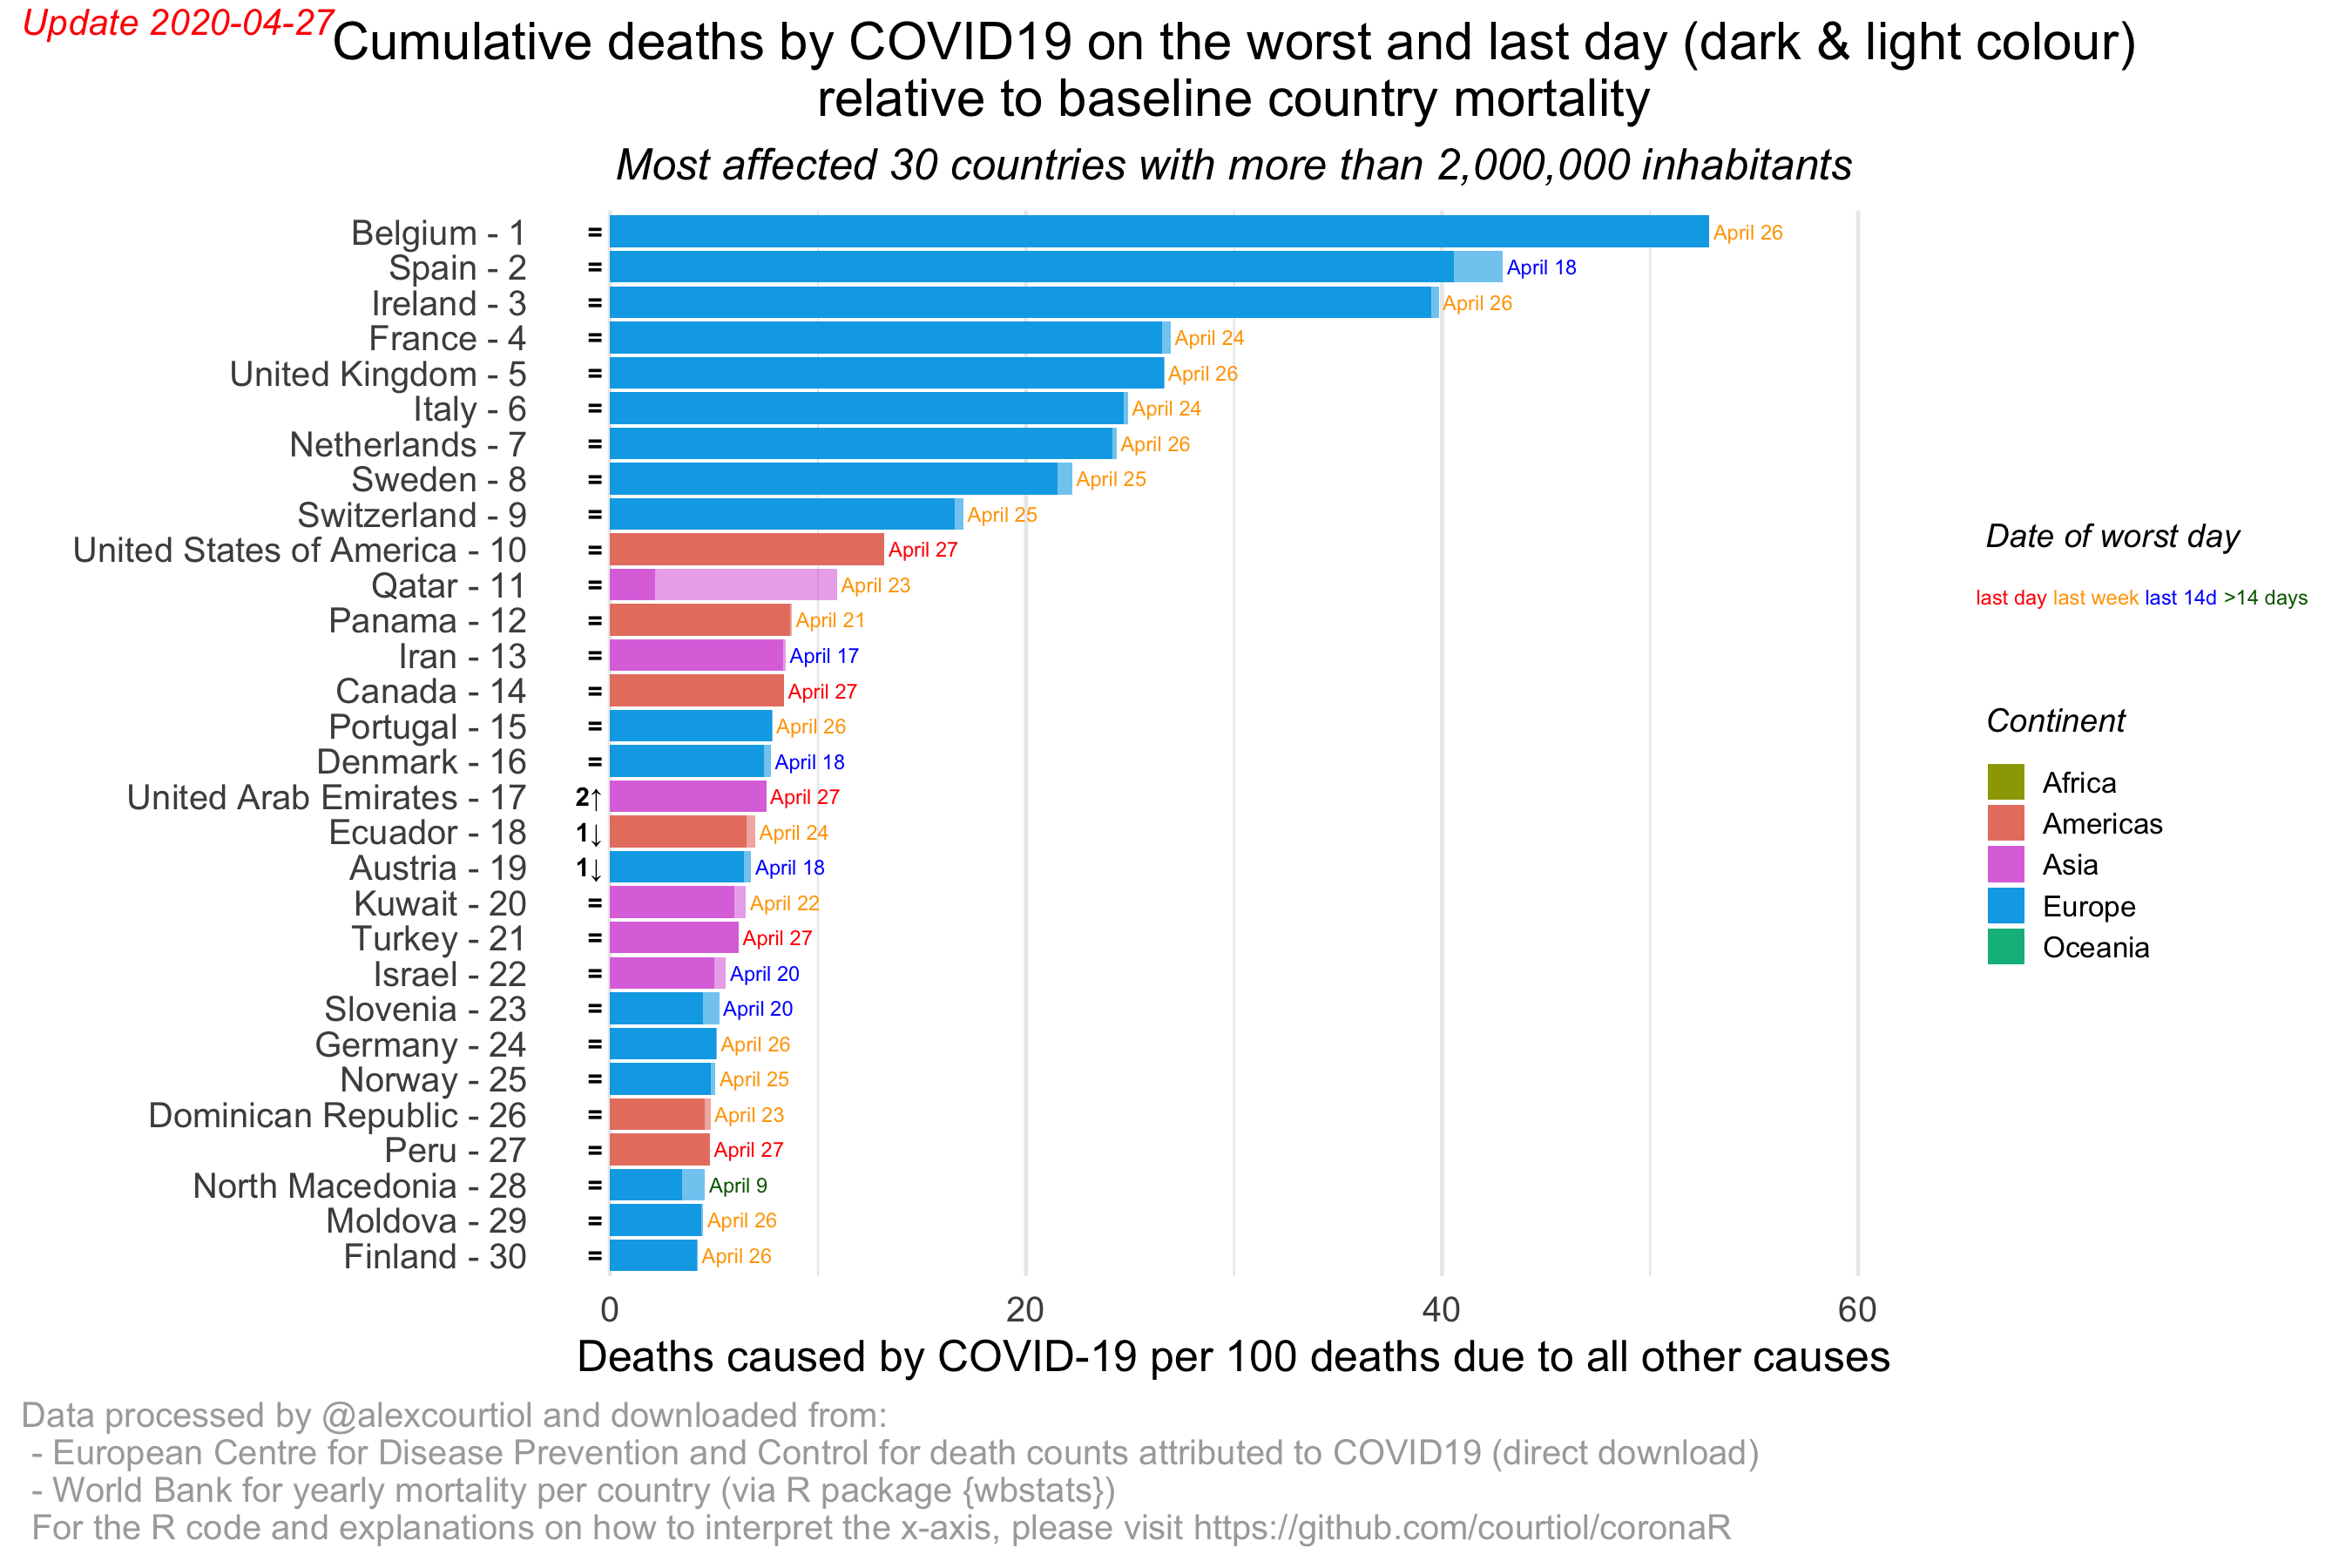 Update 2020-04-27
Cumulative deaths by COVID19 on the worst and last day (dark & light colour)
relative to baseline country mortality
Most affected 30 countries with more than 2,000,000 inhabitants
Belgium - 1 = April 26
Spain - 2 = April 18
Ireland - 3 = April 26
France - 4 = April 24
United Kingdom - 5 = April 26
Italy - 6 = April 24
Netherlands - 7 = April 26
Sweden - 8 = April 25
Switzerland - 9 = April 25
United States of America - 10 = April 27
Qatar - 11 = April 23
Panama - 12 = April 21
Iran - 13 = April 17
Canada - 14 = April 27
Portugal - 15 = April 26
Denmark - 16 = April 18
United Arab Emirates - 17 2↑ April 27
Ecuador - 18 1↓ April 24
Austria - 19 1↓ April 18
Kuwait - 20 = April 22
Turkey - 21 = April 27
Israel - 22 = April 20
Slovenia - 23 = April 20
Germany - 24 = April 26
Norway - 25 = April 25
Dominican Republic - 26 = April 23
Peru - 27 = April 27
North Macedonia - 28 = April 9
Moldova - 29 = April 26
Finland - 30 = April 26
0 20 40 60
Deaths caused by COVID-19 per 100 deaths due to all other causes
Date of worst day
last day last week last 14d >14 days
Continent
Africa
Americas
Asia
Europe
Oceania
Data processed by @alexcourtiol and downloaded from:
- European Centre for Disease Prevention and Control for death counts attributed to COVID19 (direct download)
- World Bank for yearly mortality per country (via R package {wbstats})
For the R code and explanations on how to interpret the x-axis, please visit https://github.com/courtiol/coronaR